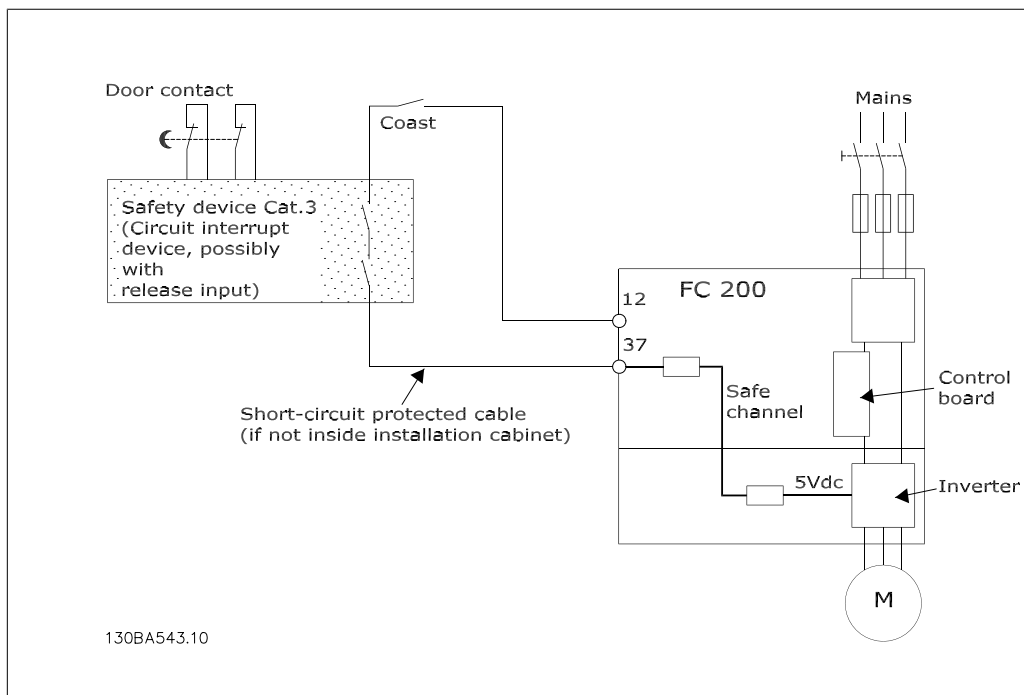 Door contact
Coast
Mains
Safety device Cat.3
(Circuit interrupt
device, possibly
with
release input)
FC 200
12
37
Safe
channel
Control
board
Short-circuit protected cable
(if not inside installation cabinet)
5Vdc
Inverter
M
130BA543.10